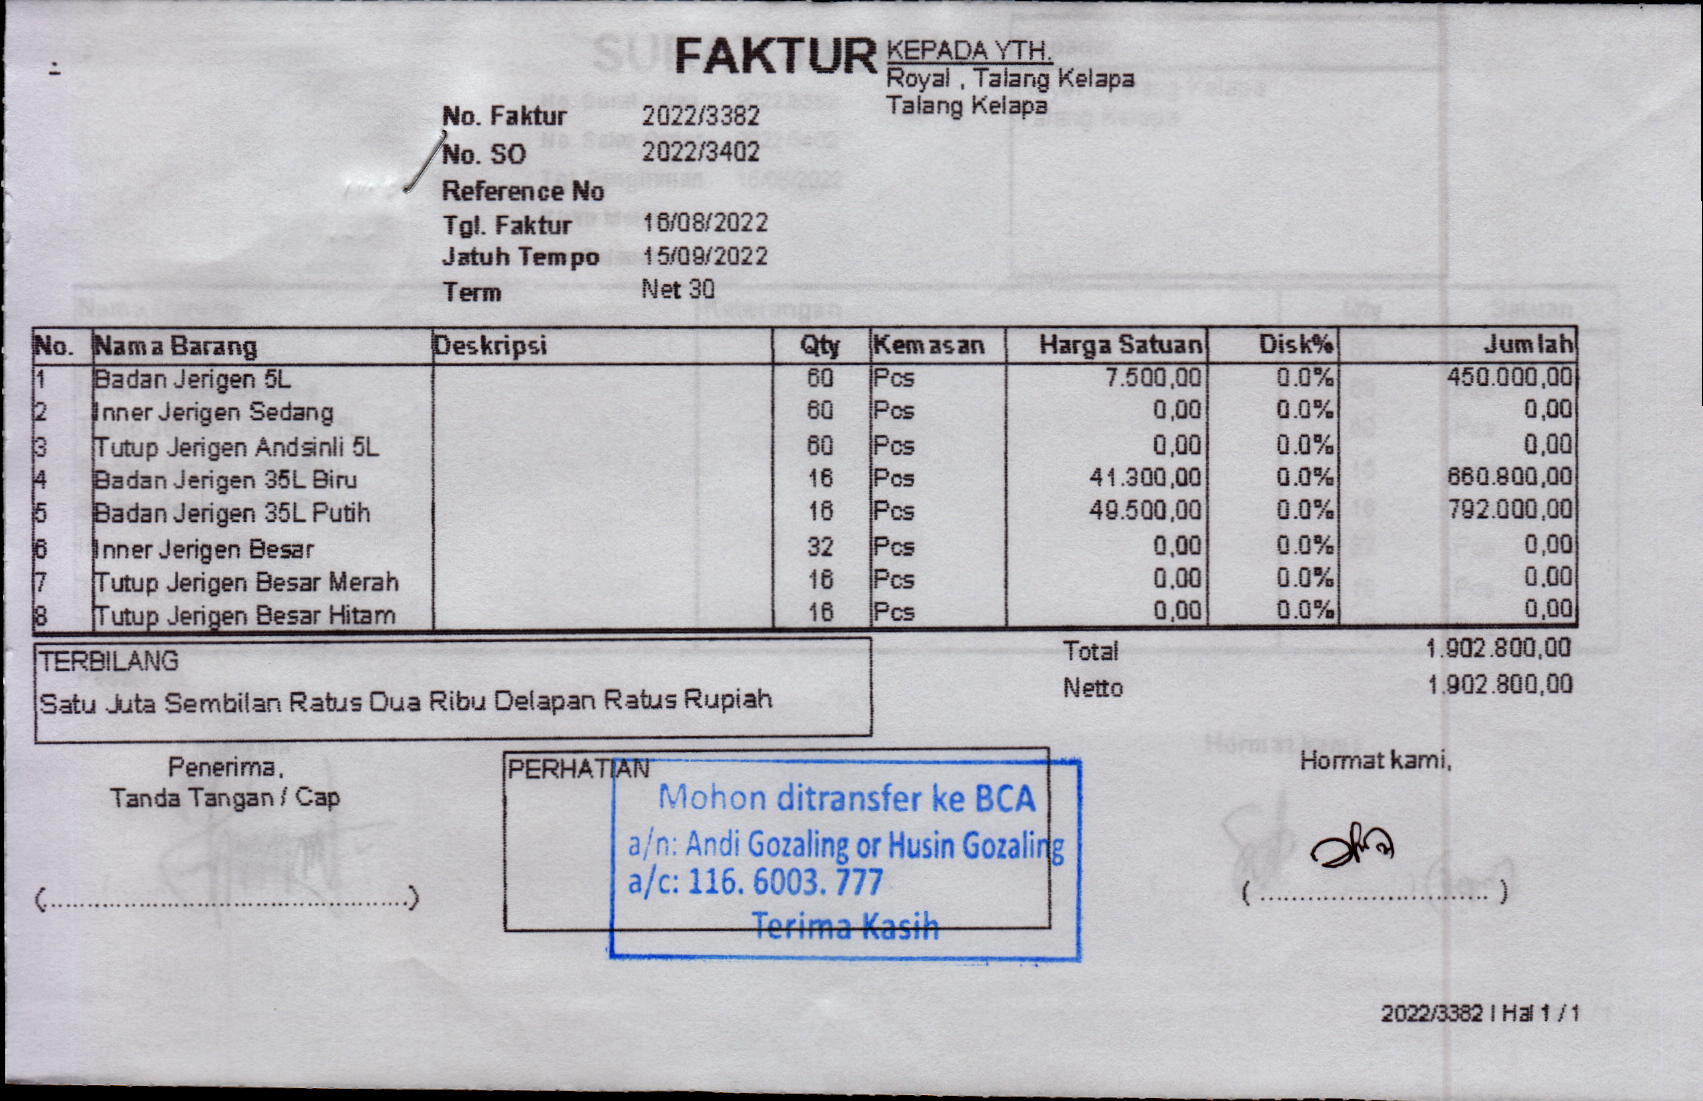 FAKTUR
KEPADA YTH.
Royal , Talang Kelapa
Talang Kelapa
No. Faktur 2022/3382
No. SO 2022/3402
Reference No
Tgl. Faktur 16/08/2022
Jatuh Tempo 15/09/2022
Term Net 30
No. Nama Barang Deskripsi Qty Kemasan Harga Satuan Disk% Jumlah
1 Badan Jerigen 5L 60 Pcs 7.500,00 0.0% 450.000,00
2 Inner Jerigen Sedang 60 Pcs 0,00 0.0% 0,00
3 Tutup Jerigen Andsinli 5L 60 Pcs 0,00 0.0% 0,00
4 Badan Jerigen 35L Biru 16 Pcs 41.300,00 0.0% 660.800,00
5 Badan Jerigen 35L Putih 16 Pcs 49.500,00 0.0% 792.000,00
6 Inner Jerigen Besar 32 Pcs 0,00 0.0% 0,00
7 Tutup Jerigen Besar Merah 16 Pcs 0,00 0.0% 0,00
8 Tutup Jerigen Besar Hitam 16 Pcs 0,00 0.0% 0,00
Total 1.902.800,00
Netto 1.902.800,00
TERBILANG
Satu Juta Sembilan Ratus Dua Ribu Delapan Ratus Rupiah
Penerima,
Tanda Tangan / Cap
(..............................................)
PERHATIAN
Mohon ditransfer ke BCA
a/n: Andi Gozaling or Husin Gozaling
a/c: 116. 6003. 777
Terima Kasih
Hormat kami,
( ............................. )
2022/3382 | Hal 1 / 1